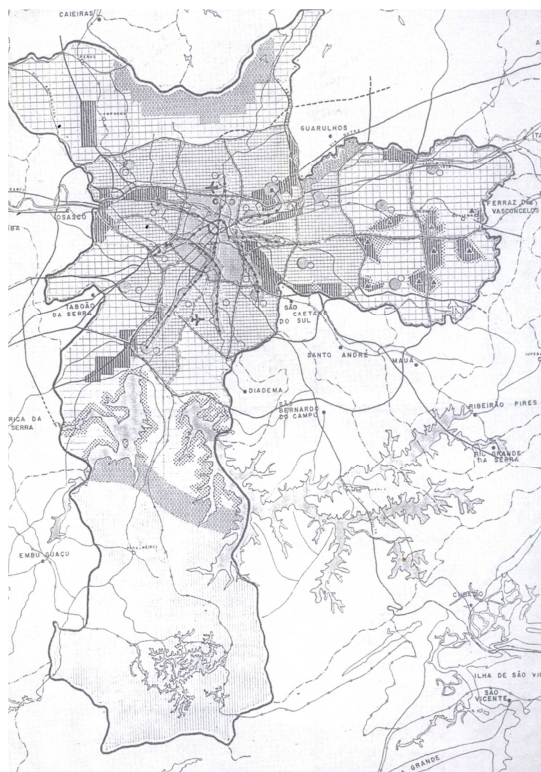 CAIEIRAS
GUARULHOS
FERRAZ DE
VASCONCELOS
OSASCO
TABOÃO
DA SERRA
SÃO
CAETANO
DO SUL
SANTO ANDRÉ
MAUÁ
DIADEMA
SÃO
BERNARDO
DO CAMPO
RIBEIRÃO PIRES
RIO GRANDE
DA SERRA
RICA DA
SERRA
EMBU GUAÇU
CUBATÃO
ILHA DE SÃO VI
SÃO
VICENTE
GRANDE